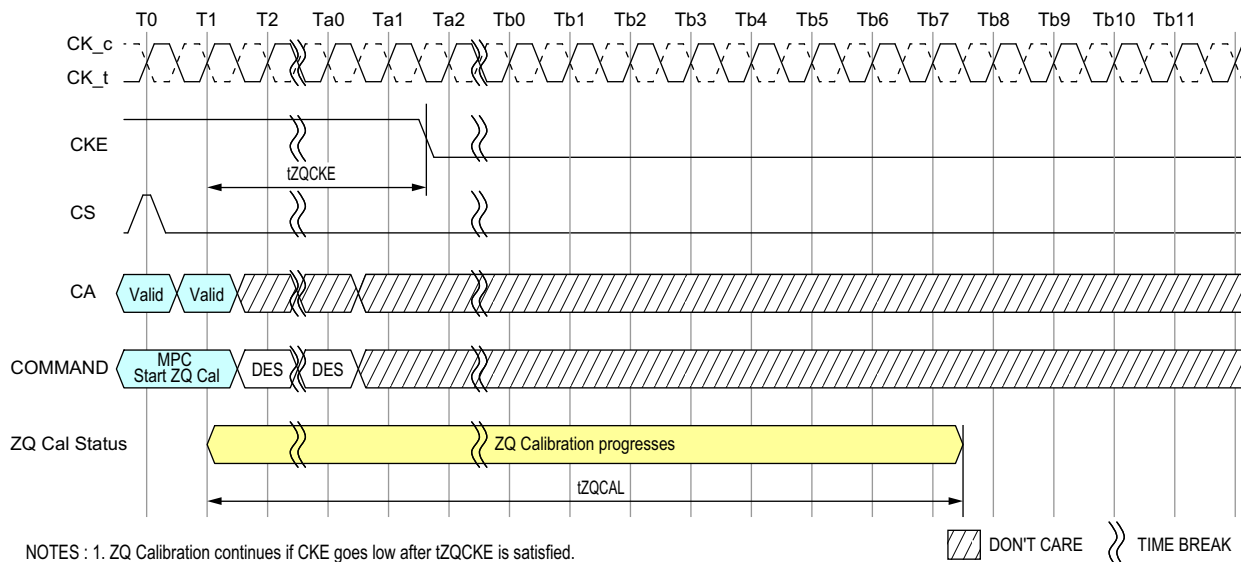 T0 T1 T2 Ta0 Ta1 Ta2 Tb0 Tb1 Tb2 Tb3 Tb4 Tb5 Tb6 Tb7 Tb8 Tb9 Tb10 Tb11
CK_c
CK_t
CKE
tZQCKE
CS
CA Valid Valid
COMMAND MPC Start ZQ Cal DES DES
ZQ Cal Status ZQ Calibration progresses
tZQCAL
NOTES : 1. ZQ Calibration continues if CKE goes low after tZQCKE is satisfied.
DON'T CARE TIME BREAK